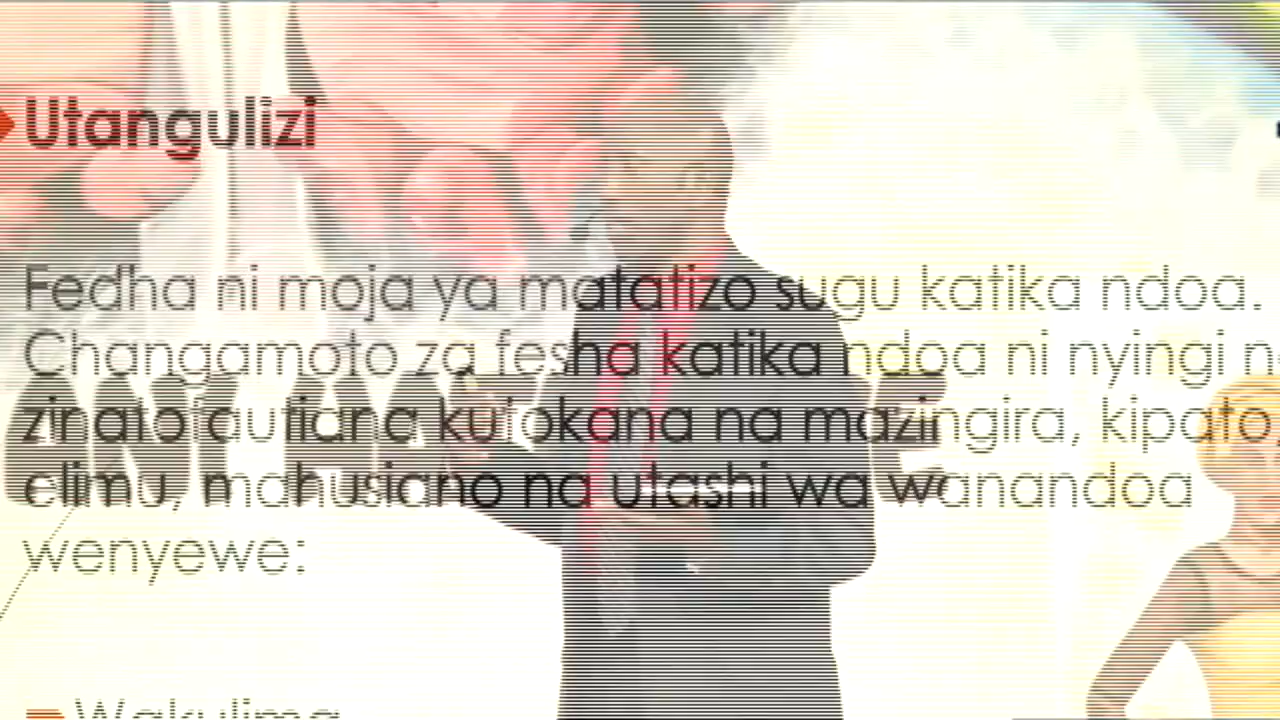 Utangulizi
Fedha ni moja ya matatizo sugu katika ndoa.
Changamoto za fesha katika ndoa ni nyingi
zinatofautiana kutokana na mazingira, kipato,
elimu, mahusiano na utashi wa wanandoa
wenyewe:
Wakulima